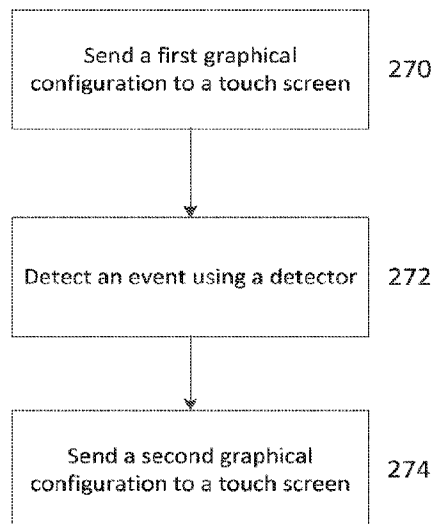 Send a first graphical
configuration to a touch screen
270
Detect an event using a detector
272
Send a second graphical
configuration to a touch screen
274